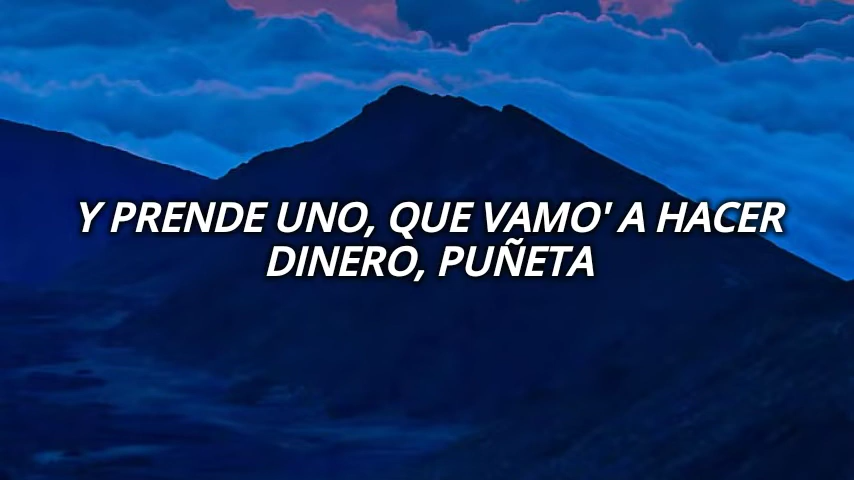 Y PRENDE UNO, QUE VAMO' A HACER
DINERO, PUÑETA